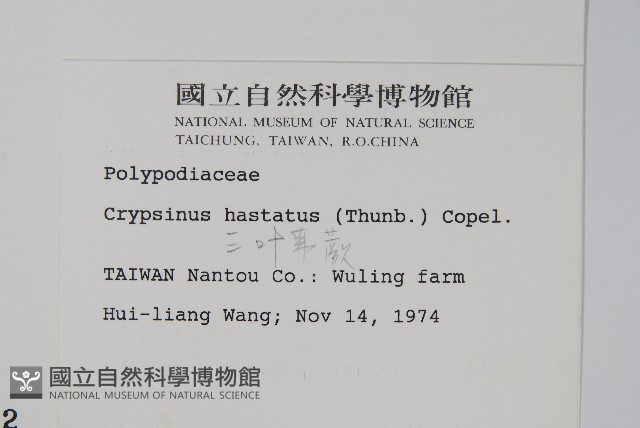 國立自然科學博物館
NATIONAL MUSEUM OF NATURAL SCIENCE
TAICHUNG, TAIWAN, R.O.CHINA
Polypodiaceae
Crypsinus hastatus (Thunb.) Copel.
三叶茀蕨
TAIWAN Nantou Co.: Wuling farm
Hui-liang Wang; Nov 14, 1974
國立自然科學博物館
NATIONAL MUSEUM OF NATURAL SCIENCE
2